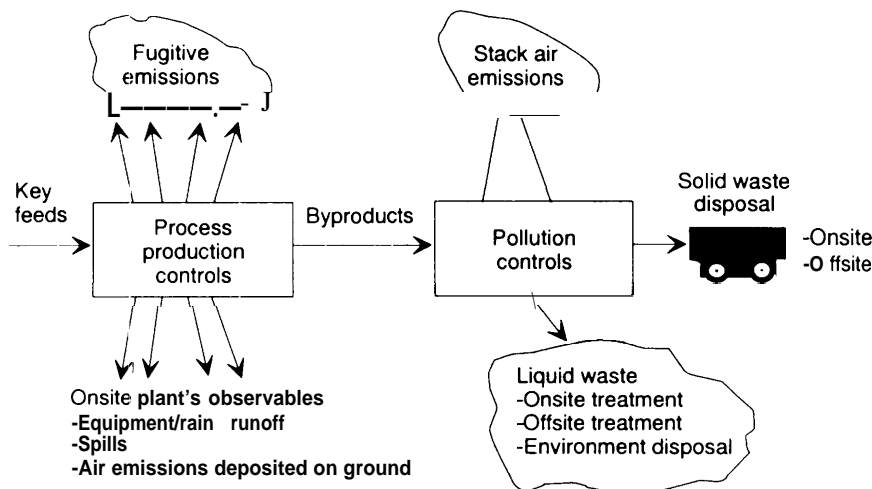 Fugitive
emissions
Stack air
emissions
Key
feeds
Process
production
controls
Byproducts
Pollution
controls
Solid waste
disposal
-Onsite
-O ffsite
Onsite plant's observables
-Equipment/rain runoff
-Spills
-Air emissions deposited on ground
Liquid waste
-Onsite treatment
-Offsite treatment
-Environment disposal